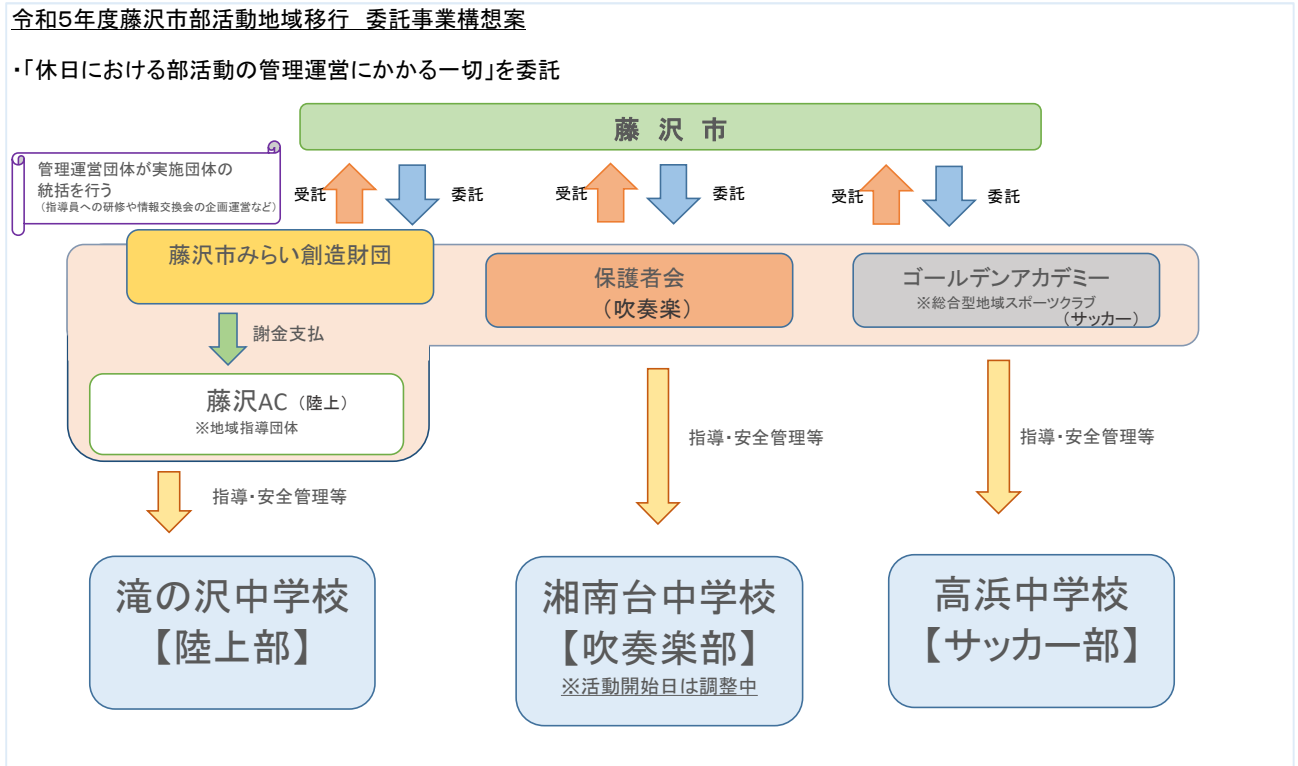 令和5年度藤沢市部活動地域移行　委託事業構想案
・「休日における部活動の管理運営にかかる一切」を委託
藤 沢 市
管理運営団体が実施団体の
統括を行う
（指導員への研修や情報交換会の企画運営など）
受託
委託
受託
委託
受託
委託
藤沢市みらい創造財団
保護者会
（吹奏楽）
ゴールデンアカデミー
※総合型地域スポーツクラブ
（サッカー）
謝金支払
藤沢AC（陸上）
※地域指導団体
指導・安全管理等
指導・安全管理等
指導・安全管理等
滝の沢中学校
【陸上部】
湘南台中学校
【吹奏楽部】
※活動開始日は調整中
高浜中学校
【サッカー部】